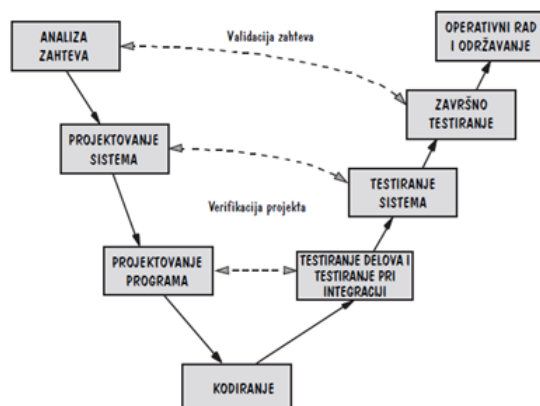 ANALIZA
ZAHTEVA
Validacija zahteva
OPERATIVNI RAD
I ODRŽAVANJE
ZAVRŠNO
TESTIRANJE
PROJEKTOVANJE
SISTEMA
TESTIRANJE
SISTEMA
Verifikacija projekta
PROJEKTOVANJE
PROGRAMA
TESTIRANJE DELOVA I
TESTIRANJE PRI
INTEGRACIJI
KODIRANJE